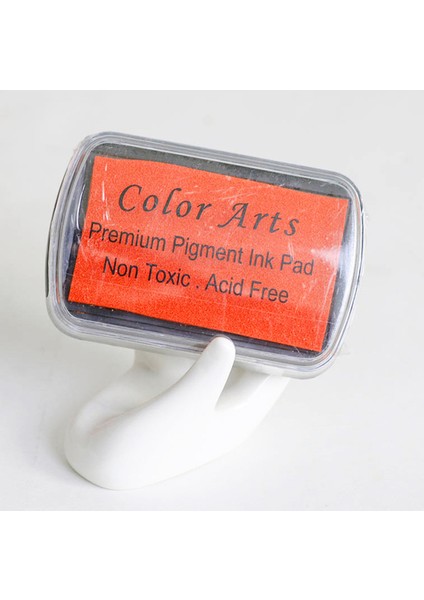 Color Arts
Premium Pigment Ink Pad
Non Toxic . Acid Free